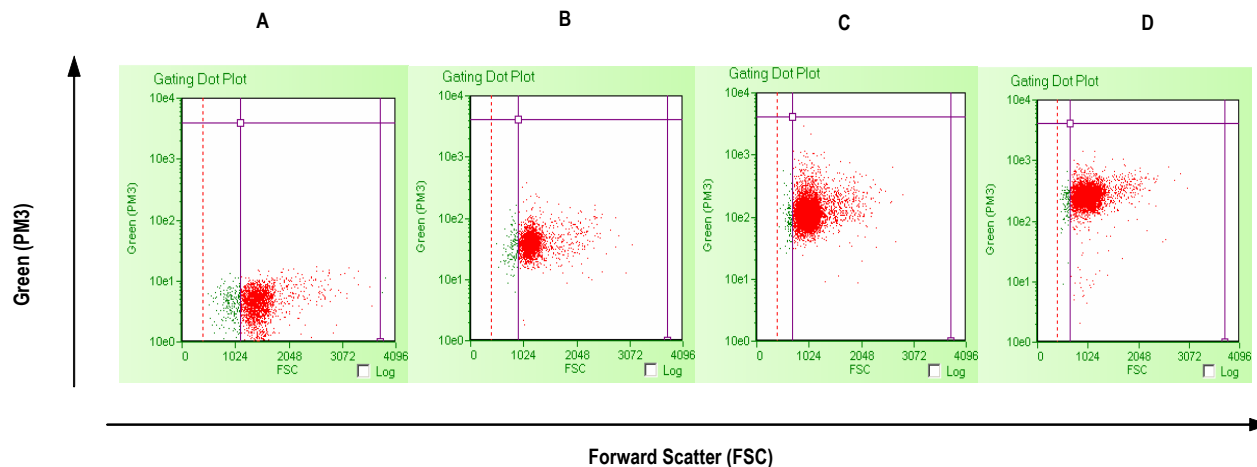 A
B
C
D
Gating Dot Plot
10e4
10e3
10e2
10e1
10e0
Green (PM3)
0 1024 2048 3072 4096
FSC
Log
Gating Dot Plot
10e4
10e3
10e2
10e1
10e0
Green (PM3)
0 1024 2048 3072 4096
FSC
Log
Gating Dot Plot
10e4
10e3
10e2
10e1
10e0
Green (PM3)
0 1024 2048 3072 4096
FSC
Log
Gating Dot Plot
10e4
10e3
10e2
10e1
10e0
Green (PM3)
0 1024 2048 3072 4096
FSC
Log
Green (PM3)
Forward Scatter (FSC)